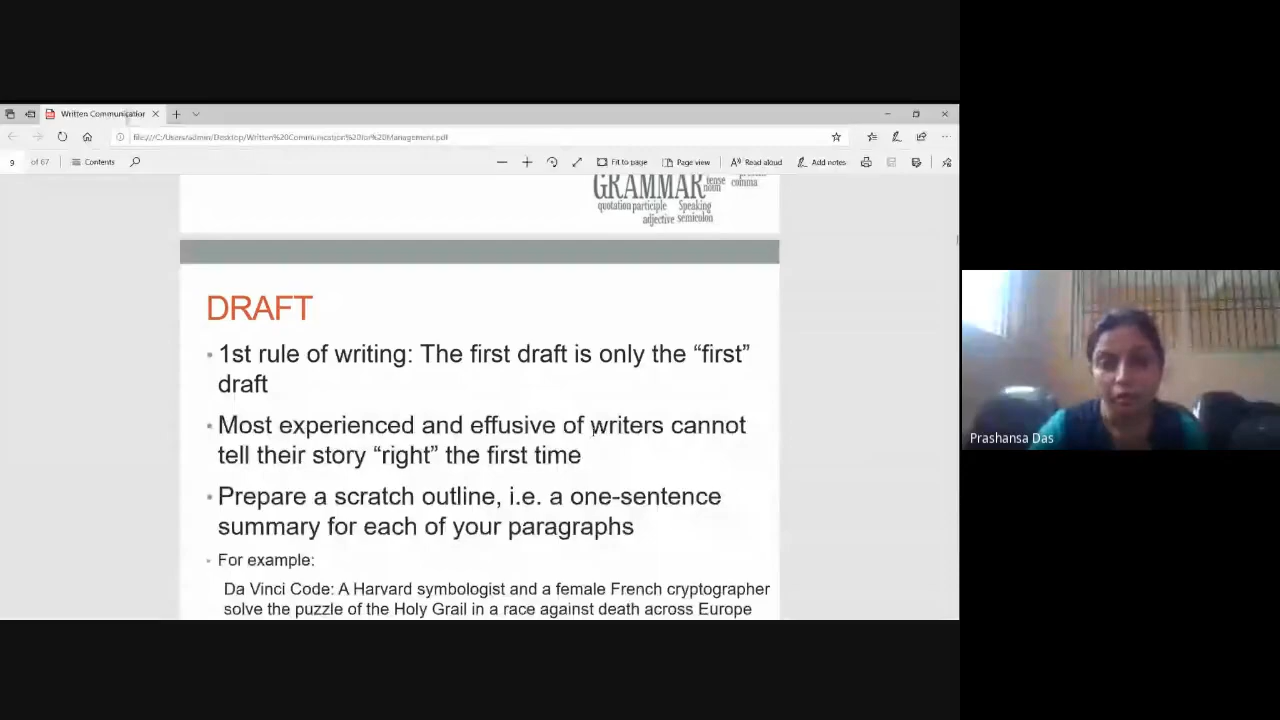 Written Communication
file:///C:/Users/admin/Desktop/Written%20Communication%20for%20Management.pdf
9 of 67 Contents Fit to page Page view Read aloud Add notes
GRAMMAR tense
noun comma
quotation participle Speaking
adjective semicolon
DRAFT
• 1st rule of writing: The first draft is only the “first”
draft
• Most experienced and effusive of writers cannot
tell their story “right” the first time
• Prepare a scratch outline, i.e. a one-sentence
summary for each of your paragraphs
• For example:
Da Vinci Code: A Harvard symbologist and a female French cryptographer
solve the puzzle of the Holy Grail in a race against death across Europe
Prashansa Das